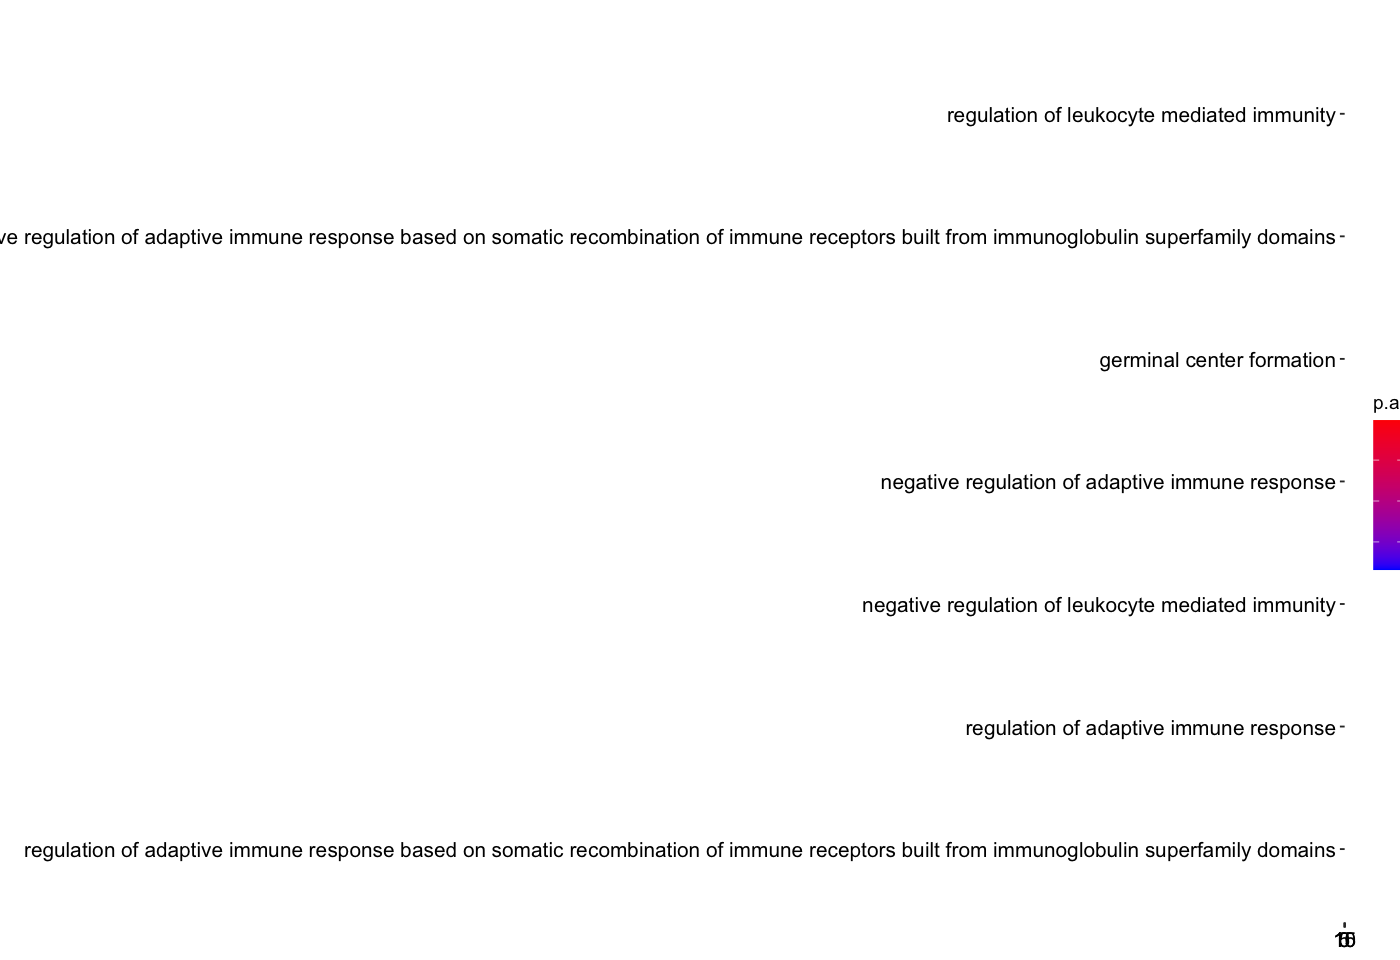 regulation of leukocyte mediated immunity
regulation of adaptive immune response based on somatic recombination of immune receptors built from immunoglobulin superfamily domains
germinal center formation
p.a
negative regulation of adaptive immune response
negative regulation of leukocyte mediated immunity
regulation of adaptive immune response
regulation of adaptive immune response based on somatic recombination of immune receptors built from immunoglobulin superfamily domains